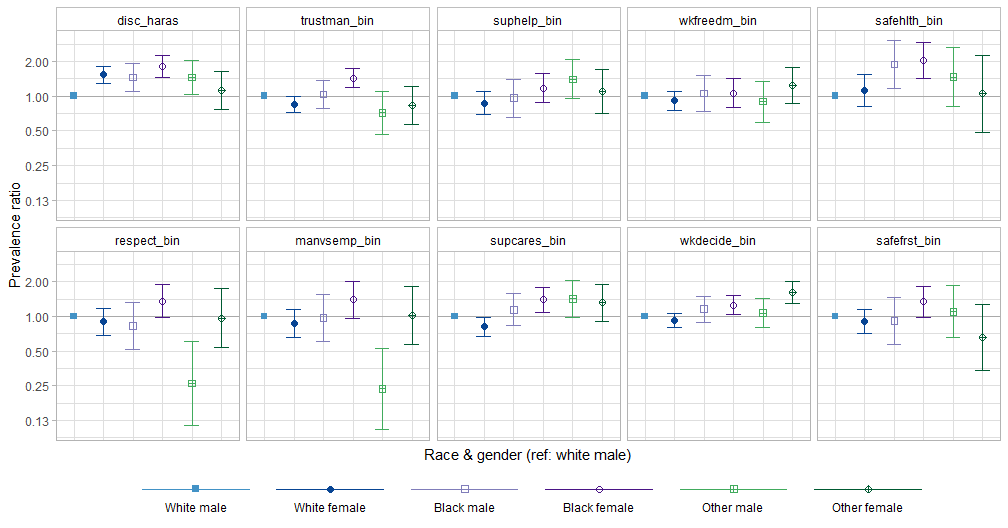 disc_haras trustman_bin suphelp_bin wkfreedm_bin safehlth_bin
2.00
1.00
0.50
0.25
0.13
Prevalence ratio
respect_bin manvsemp_bin supcares_bin wkdecide_bin safefrst_bin
2.00
1.00
0.50
0.25
0.13
Race & gender (ref: white male)
White male White female Black male Black female Other male Other female